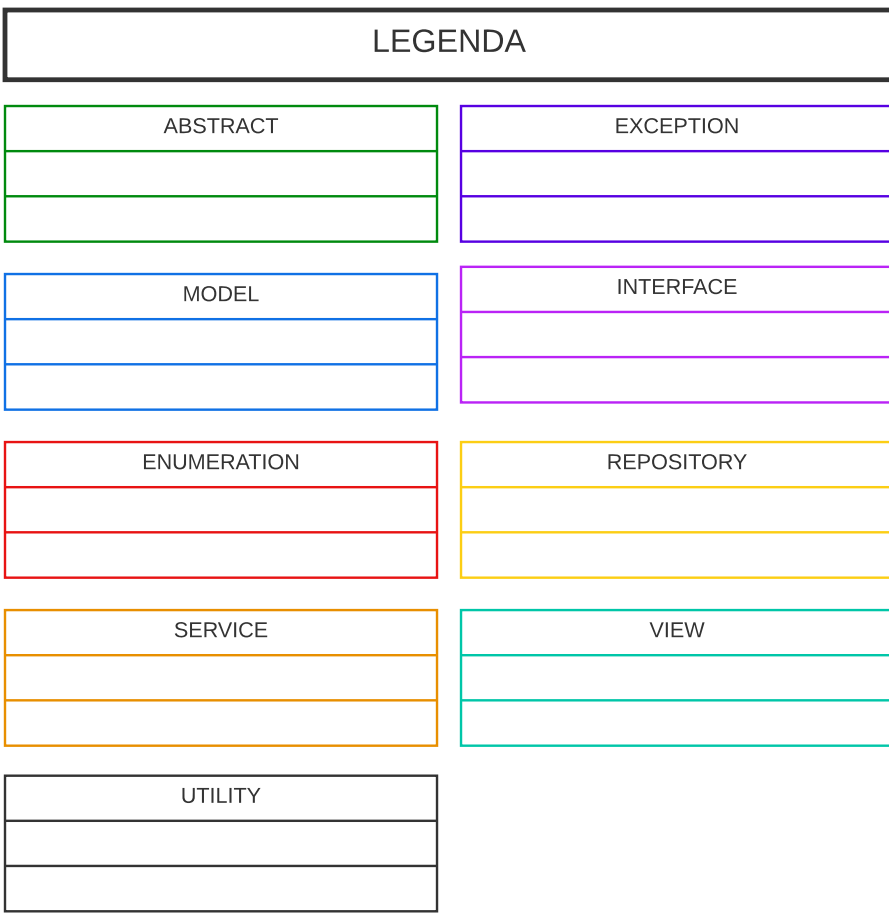 LEGENDA
ABSTRACT
EXCEPTION
MODEL
INTERFACE
ENUMERATION
REPOSITORY
SERVICE
VIEW
UTILITY